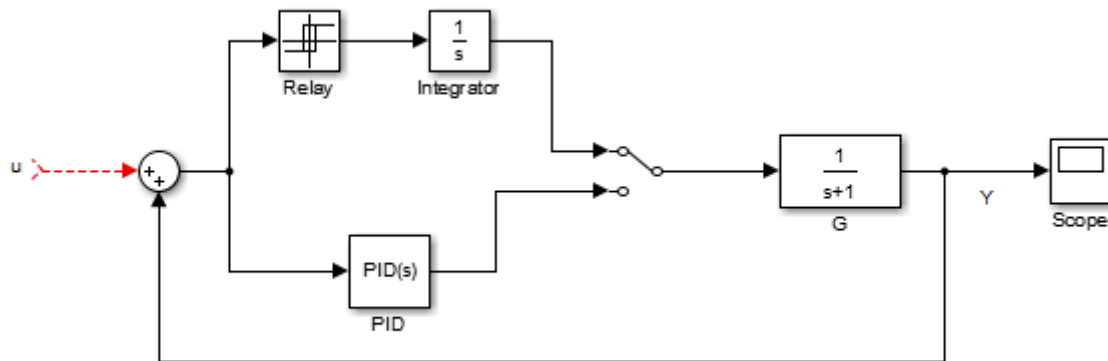 Relay
1
s
Integrator
u
+
+
1
s+1
G
Y
Scope
PID(s)
PID